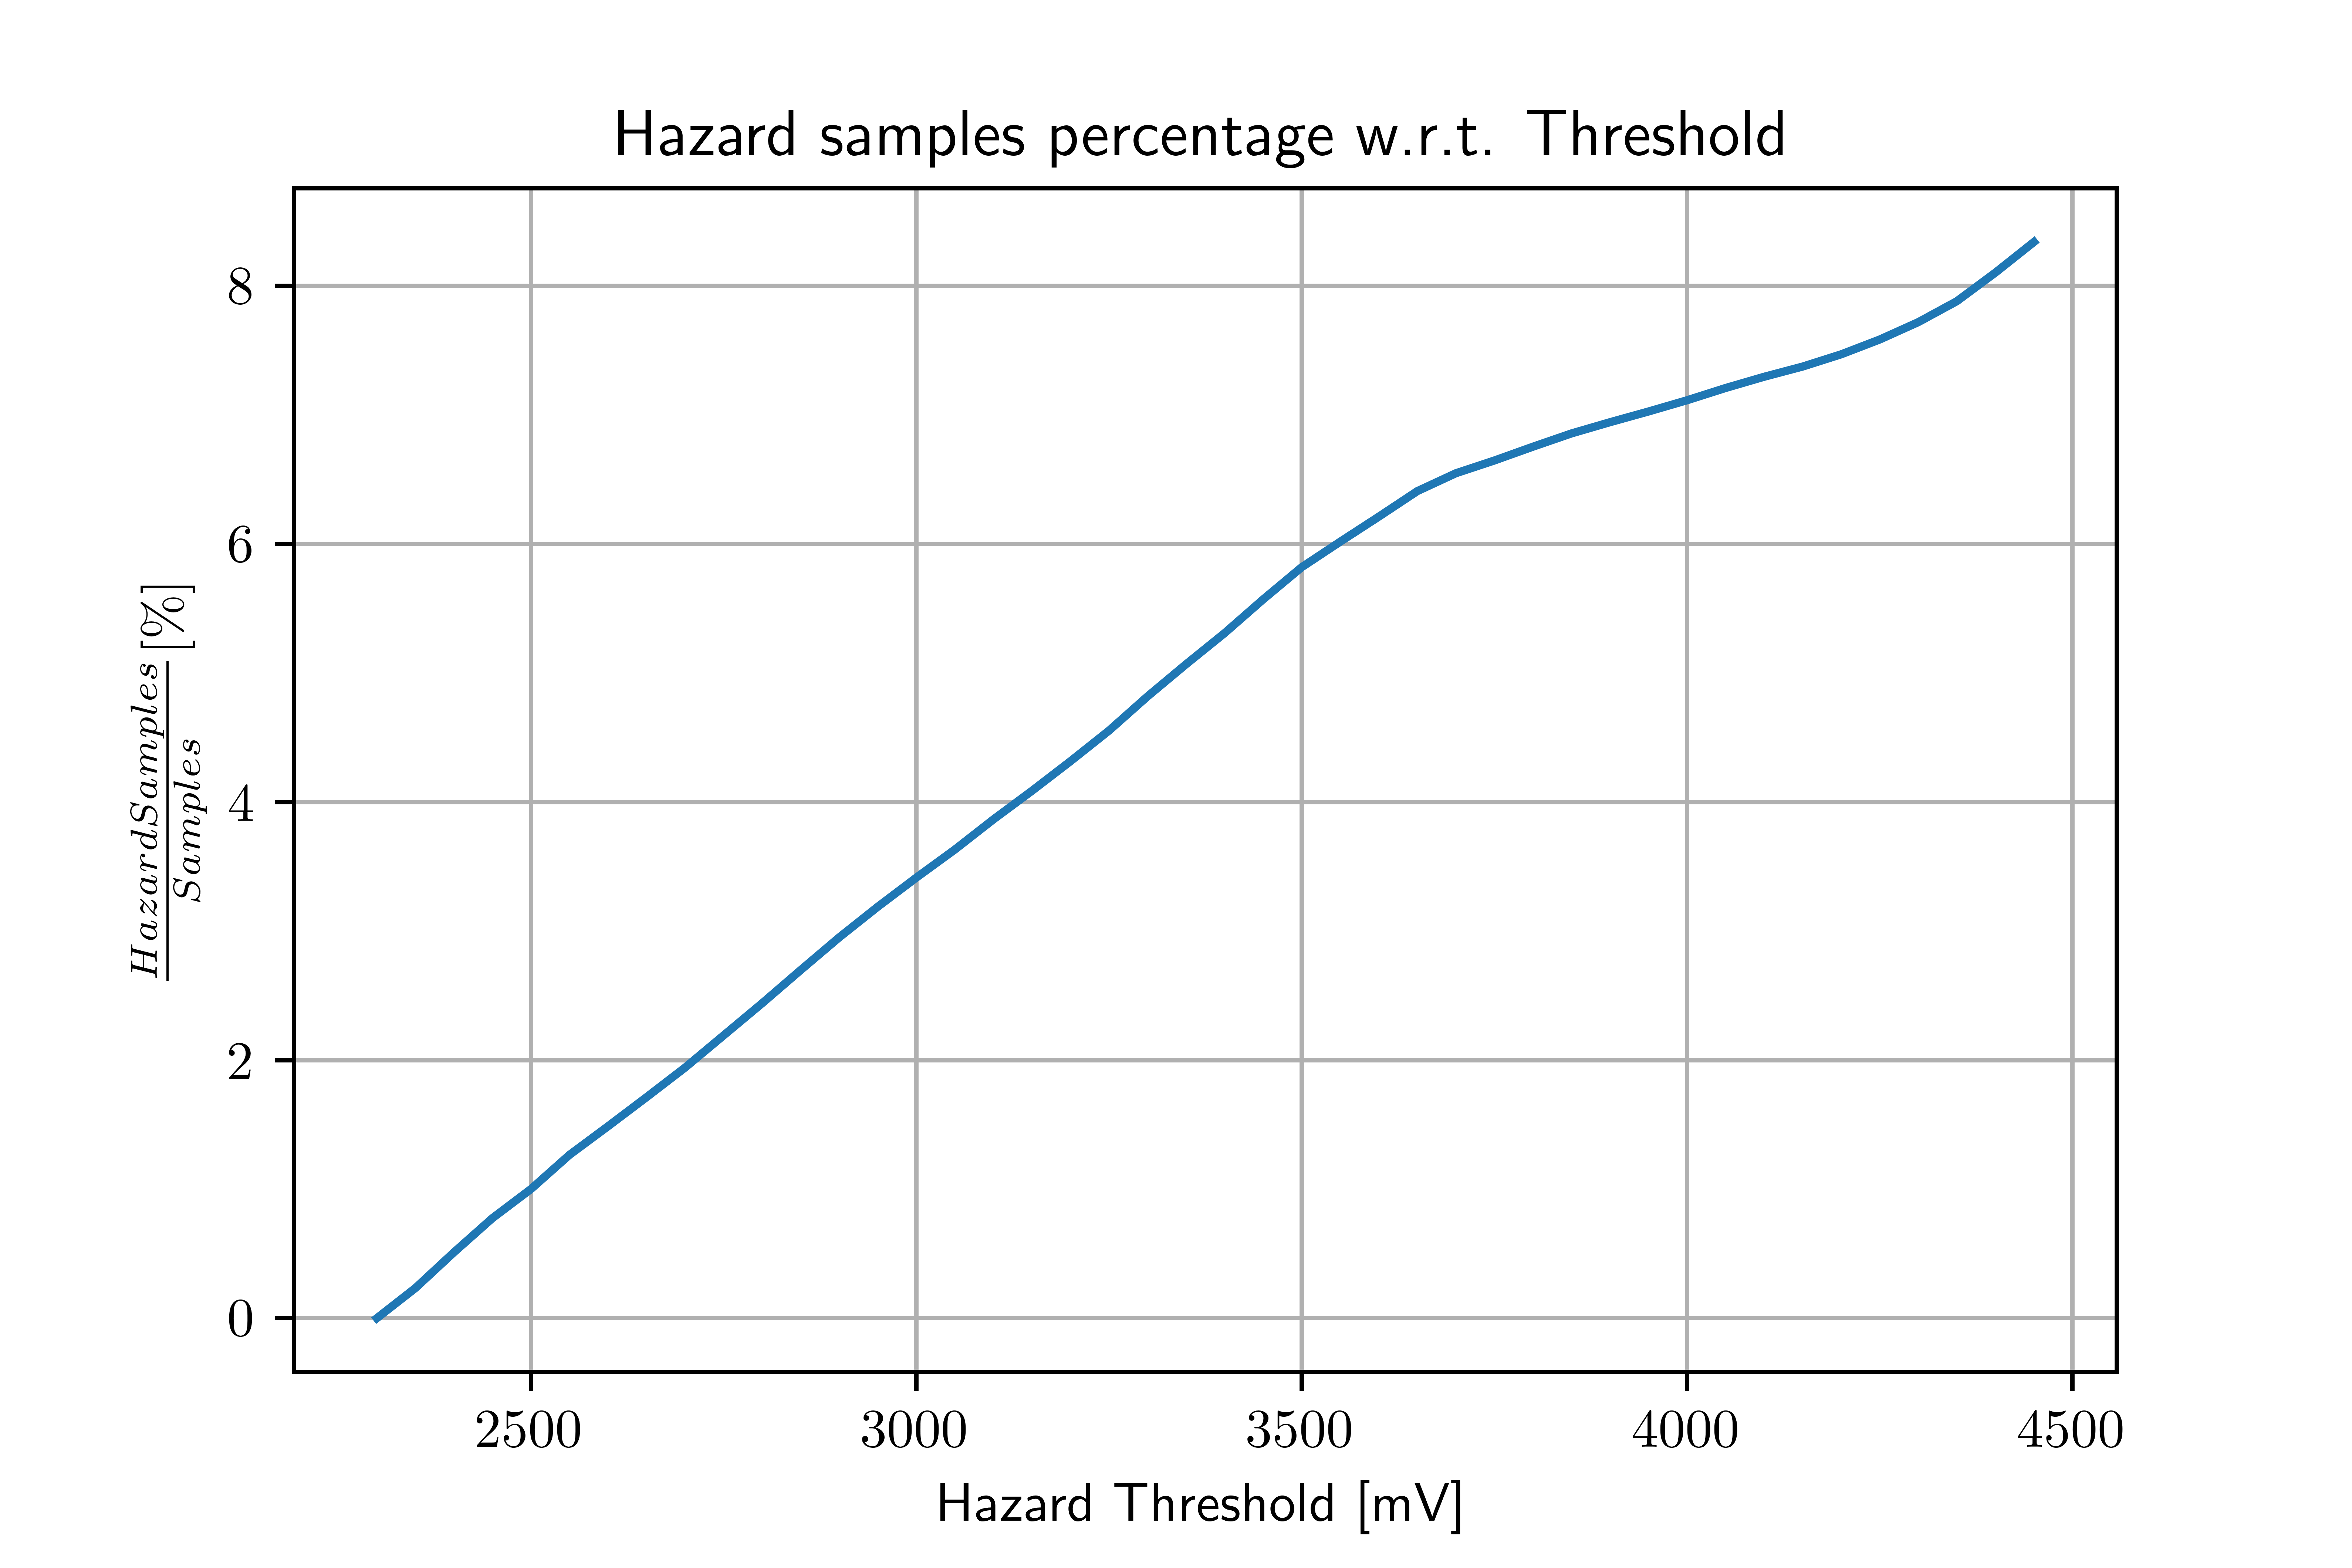 Hazard samples percentage w.r.t. Threshold
8
6
4
2
0
HazardSamples
Samples
[%]
2500 3000 3500 4000 4500
Hazard Threshold [mV]